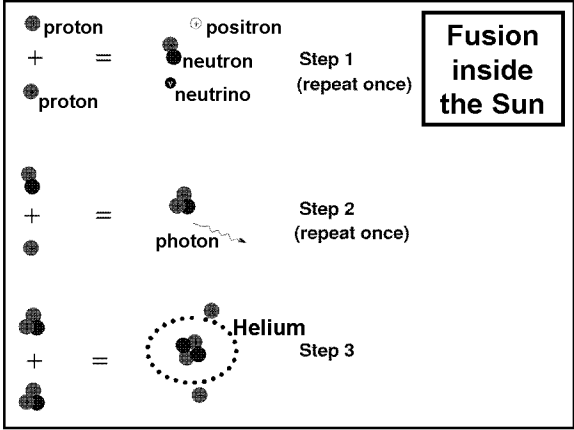 proton
+
proton
=
positron
neutron
neutrino
Step 1
(repeat once)
Fusion
inside
the Sun
+
=
photon
Step 2
(repeat once)
+
=
Helium
Step 3